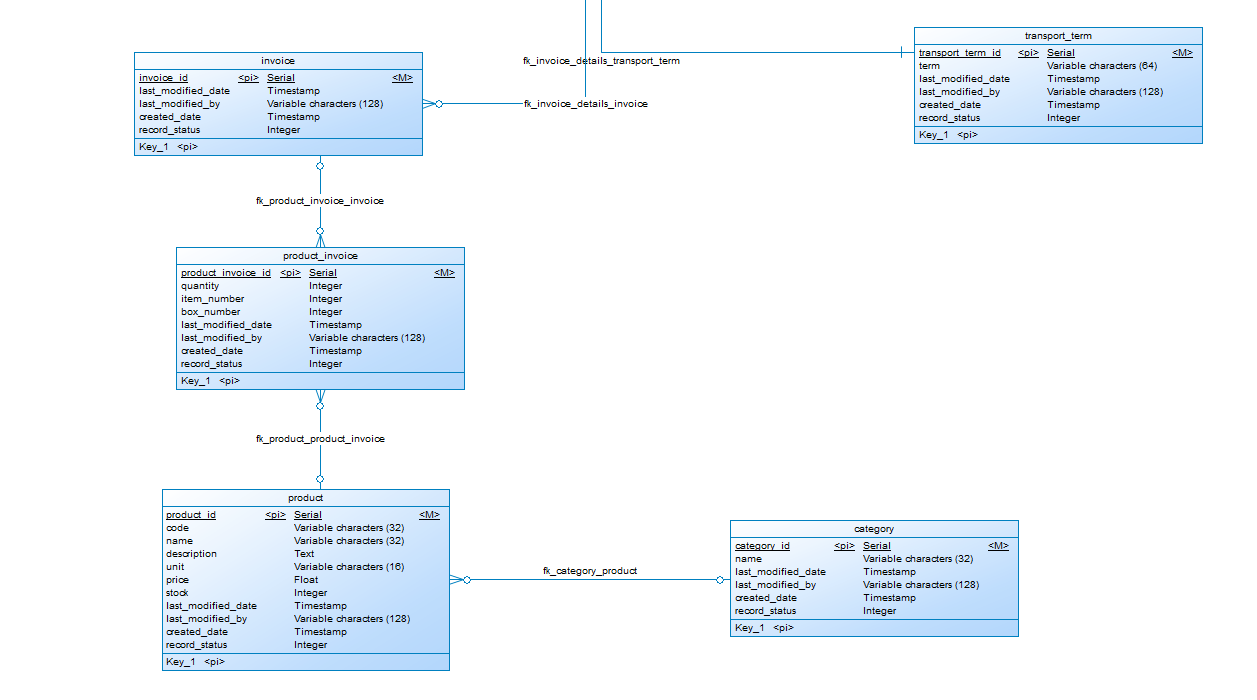 invoice
invoice_id <pi> Serial <M>
last_modified_date Timestamp
last_modified_by Variable characters (128)
created_date Timestamp
record_status Integer
Key_1 <pi>
fk_invoice_details_transport_term
fk_invoice_details_invoice
transport_term
transport_term_id <pi> Serial <M>
term Variable characters (64)
last_modified_date Timestamp
last_modified_by Variable characters (128)
created_date Timestamp
record_status Integer
Key_1 <pi>
fk_product_invoice_invoice
product_invoice
product_invoice_id <pi> Serial <M>
quantity Integer
item_number Integer
box_number Integer
last_modified_date Timestamp
last_modified_by Variable characters (128)
created_date Timestamp
record_status Integer
Key_1 <pi>
fk_product_product_invoice
product
product_id <pi> Serial <M>
code Variable characters (32)
name Variable characters (32)
description Text
unit Variable characters (16)
price Float
stock Integer
last_modified_date Timestamp
last_modified_by Variable characters (128)
created_date Timestamp
record_status Integer
Key_1 <pi>
fk_category_product
category
category_id <pi> Serial <M>
name Variable characters (32)
last_modified_date Timestamp
last_modified_by Variable characters (128)
created_date Timestamp
record_status Integer
Key_1 <pi>